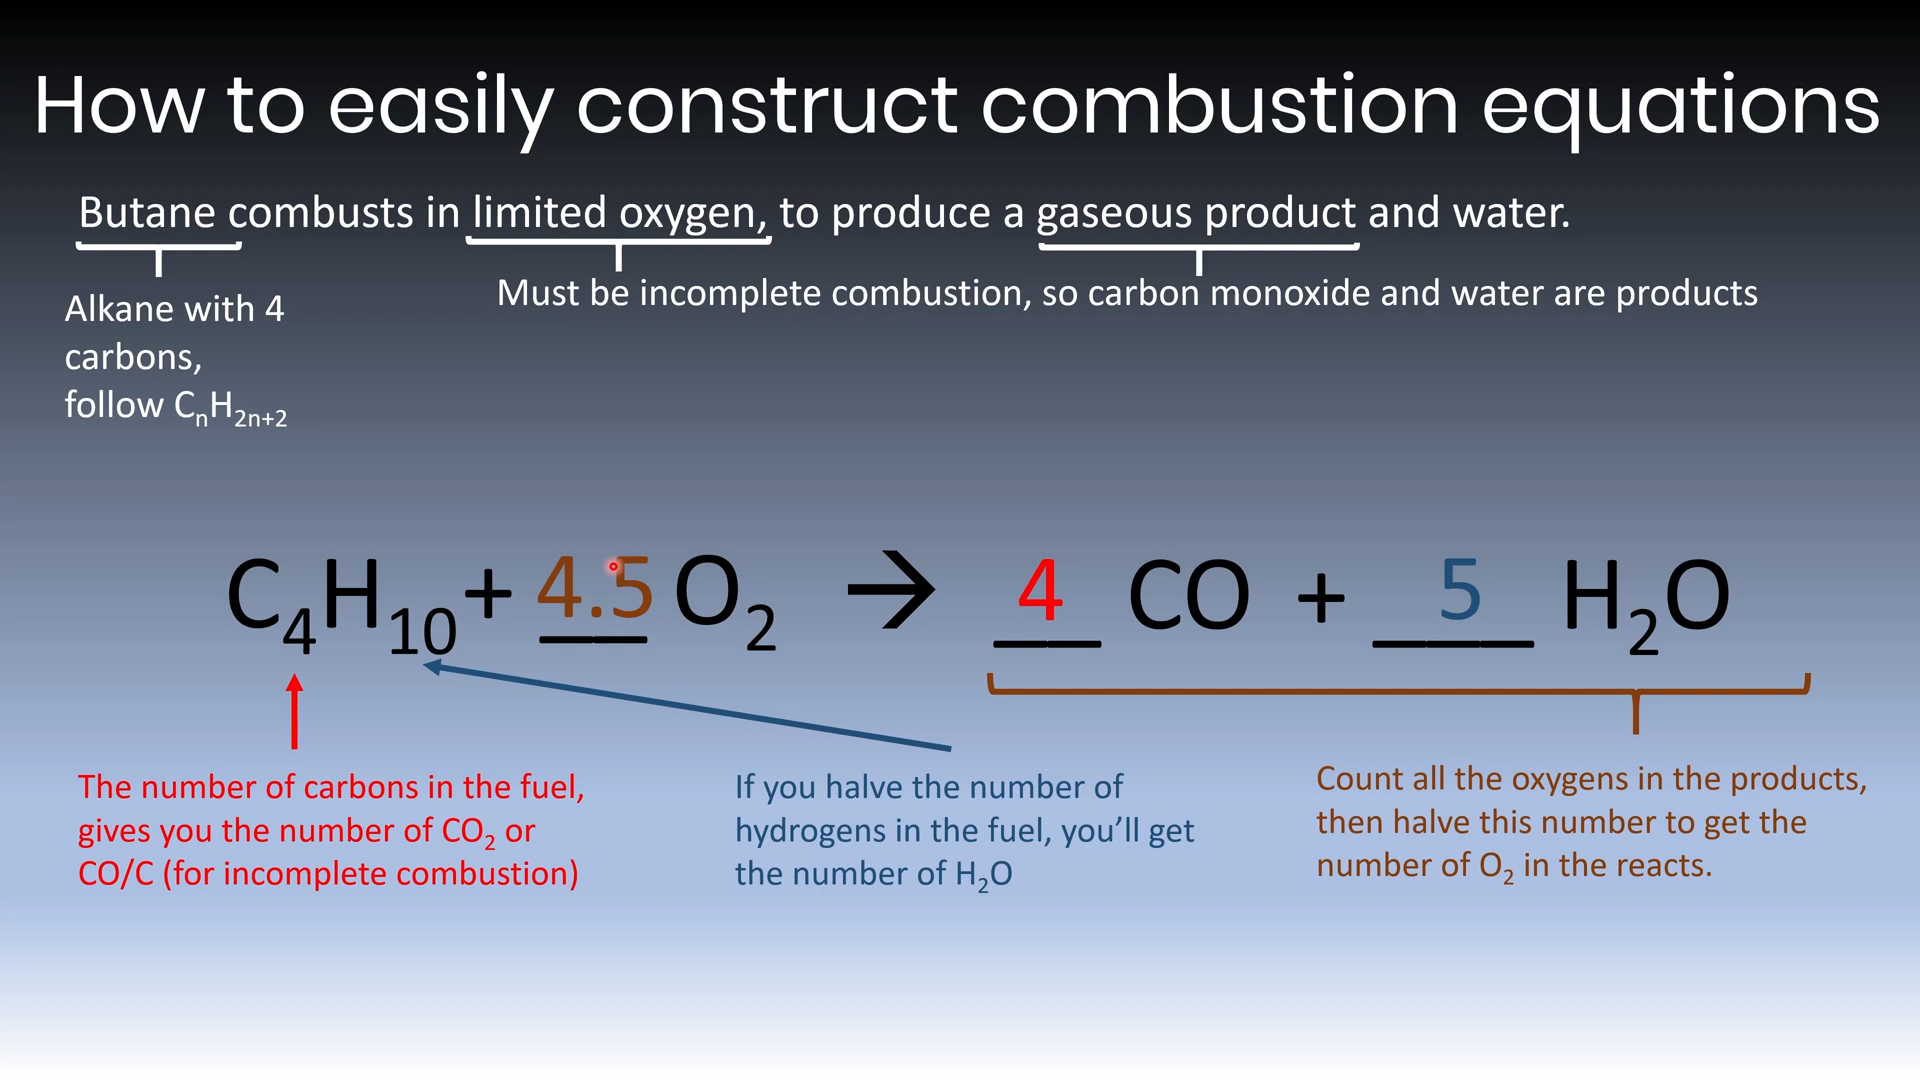 How to easily construct combustion equations
Butane combusts in limited oxygen, to produce a gaseous product and water.
Must be incomplete combustion, so carbon monoxide and water are products
Alkane with 4
carbons,
follow CₙH₂ₙ₊₂
C₄H₁₀ + 4.5 O₂ → 4 CO + 5 H₂O
The number of carbons in the fuel,
gives you the number of CO₂ or
CO/C (for incomplete combustion)
If you halve the number of
hydrogens in the fuel, you’ll get
the number of H₂O
Count all the oxygens in the products,
then halve this number to get the
number of O₂ in the reacts.